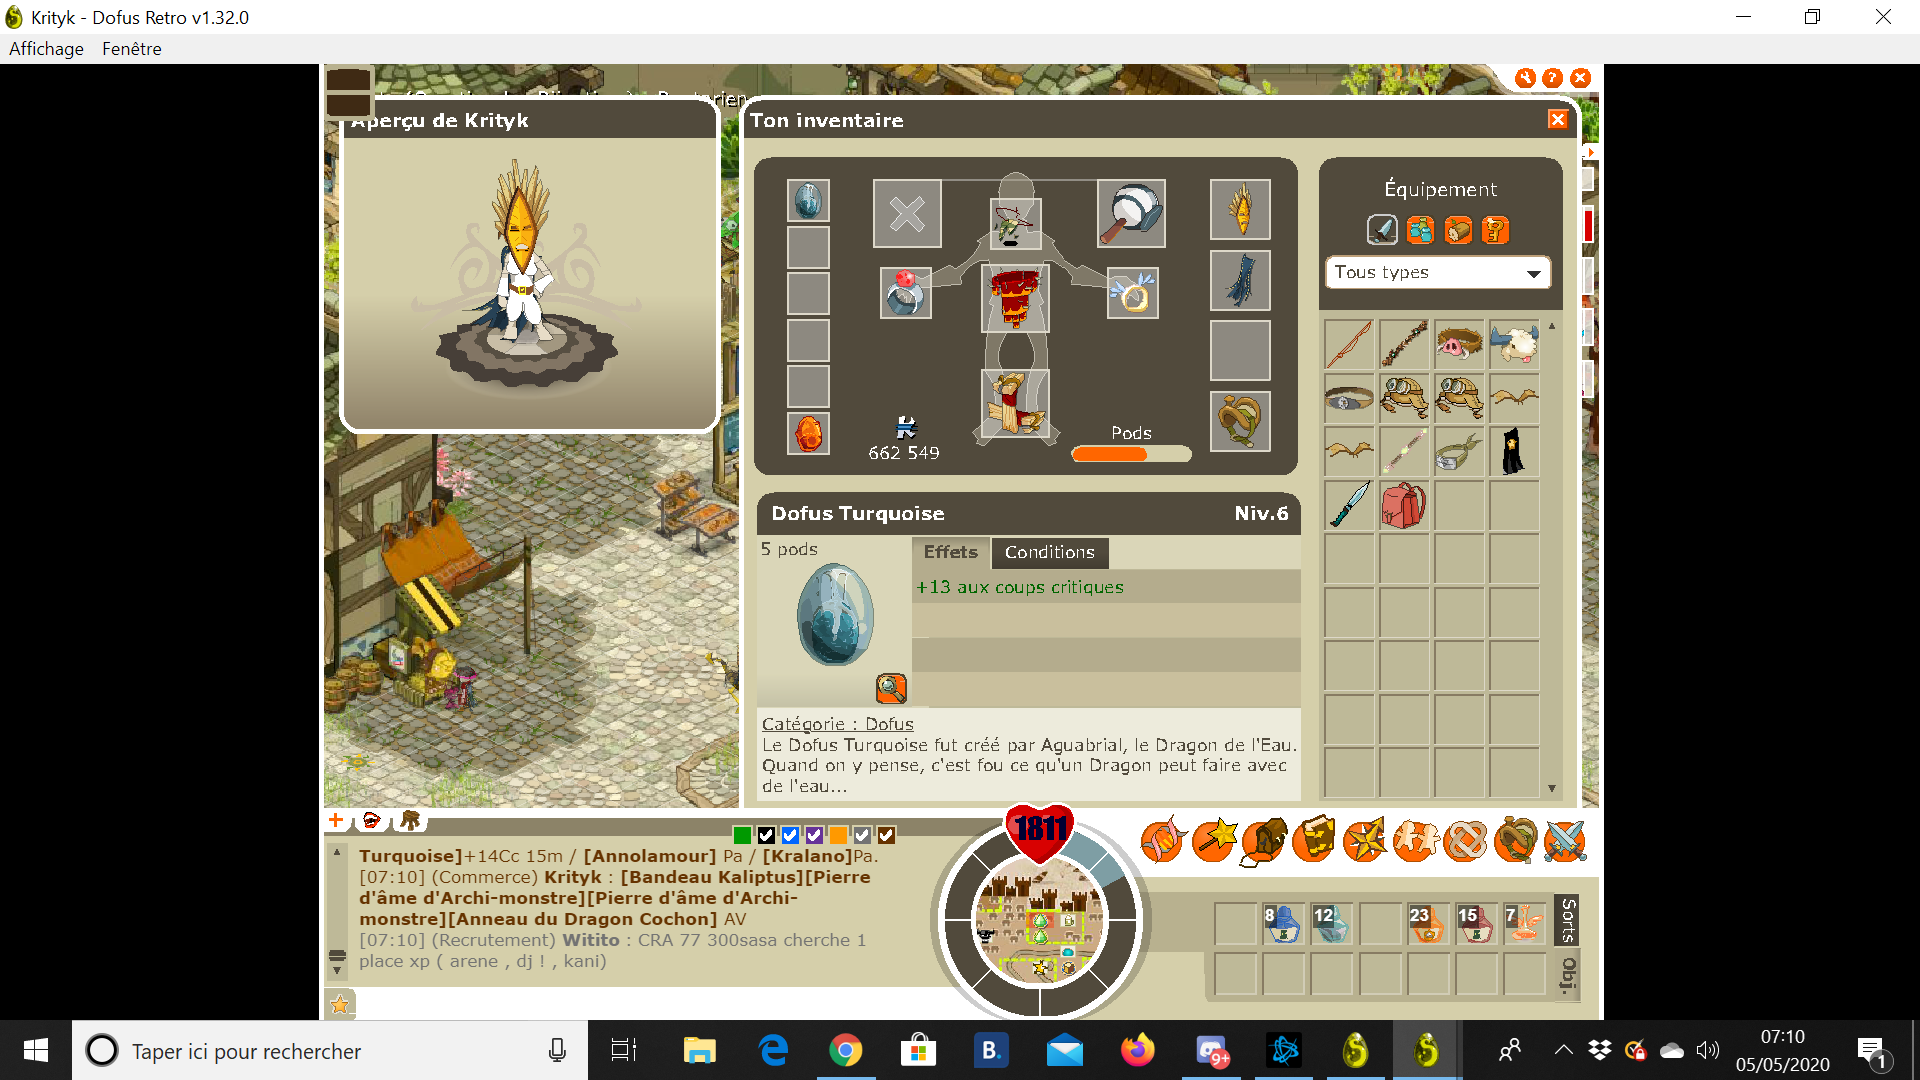 Krityk - Dofus Retro v1.32.0
Affichage Fenêtre
Aperçu de Krityk
Ton inventaire
Équipement
Tous types
662 549
Pods
Dofus Turquoise Niv.6
5 pods
Effets Conditions
+13 aux coups critiques
Catégorie : Dofus
Le Dofus Turquoise fut créé par Aguabrial, le Dragon de l'Eau.
Quand on y pense, c'est fou ce qu'un Dragon peut faire avec
de l'eau...
1811
Turquoise]+14Cc 15m / [Annolamour] Pa / [Kralano]Pa.
[07:10] (Commerce) Krityk : [Bandeau Kaliptus][Pierre
d'âme d'Archi-monstre][Pierre d'âme d'Archi-
monstre][Anneau du Dragon Cochon] AV
[07:10] (Recrutement) Witito : CRA 77 300sasa cherche 1
place xp ( arene , dj ! , kani)
8 12 23 15 7
Sorts
Obj.
Taper ici pour rechercher
B.
9+
07:10
05/05/2020
1